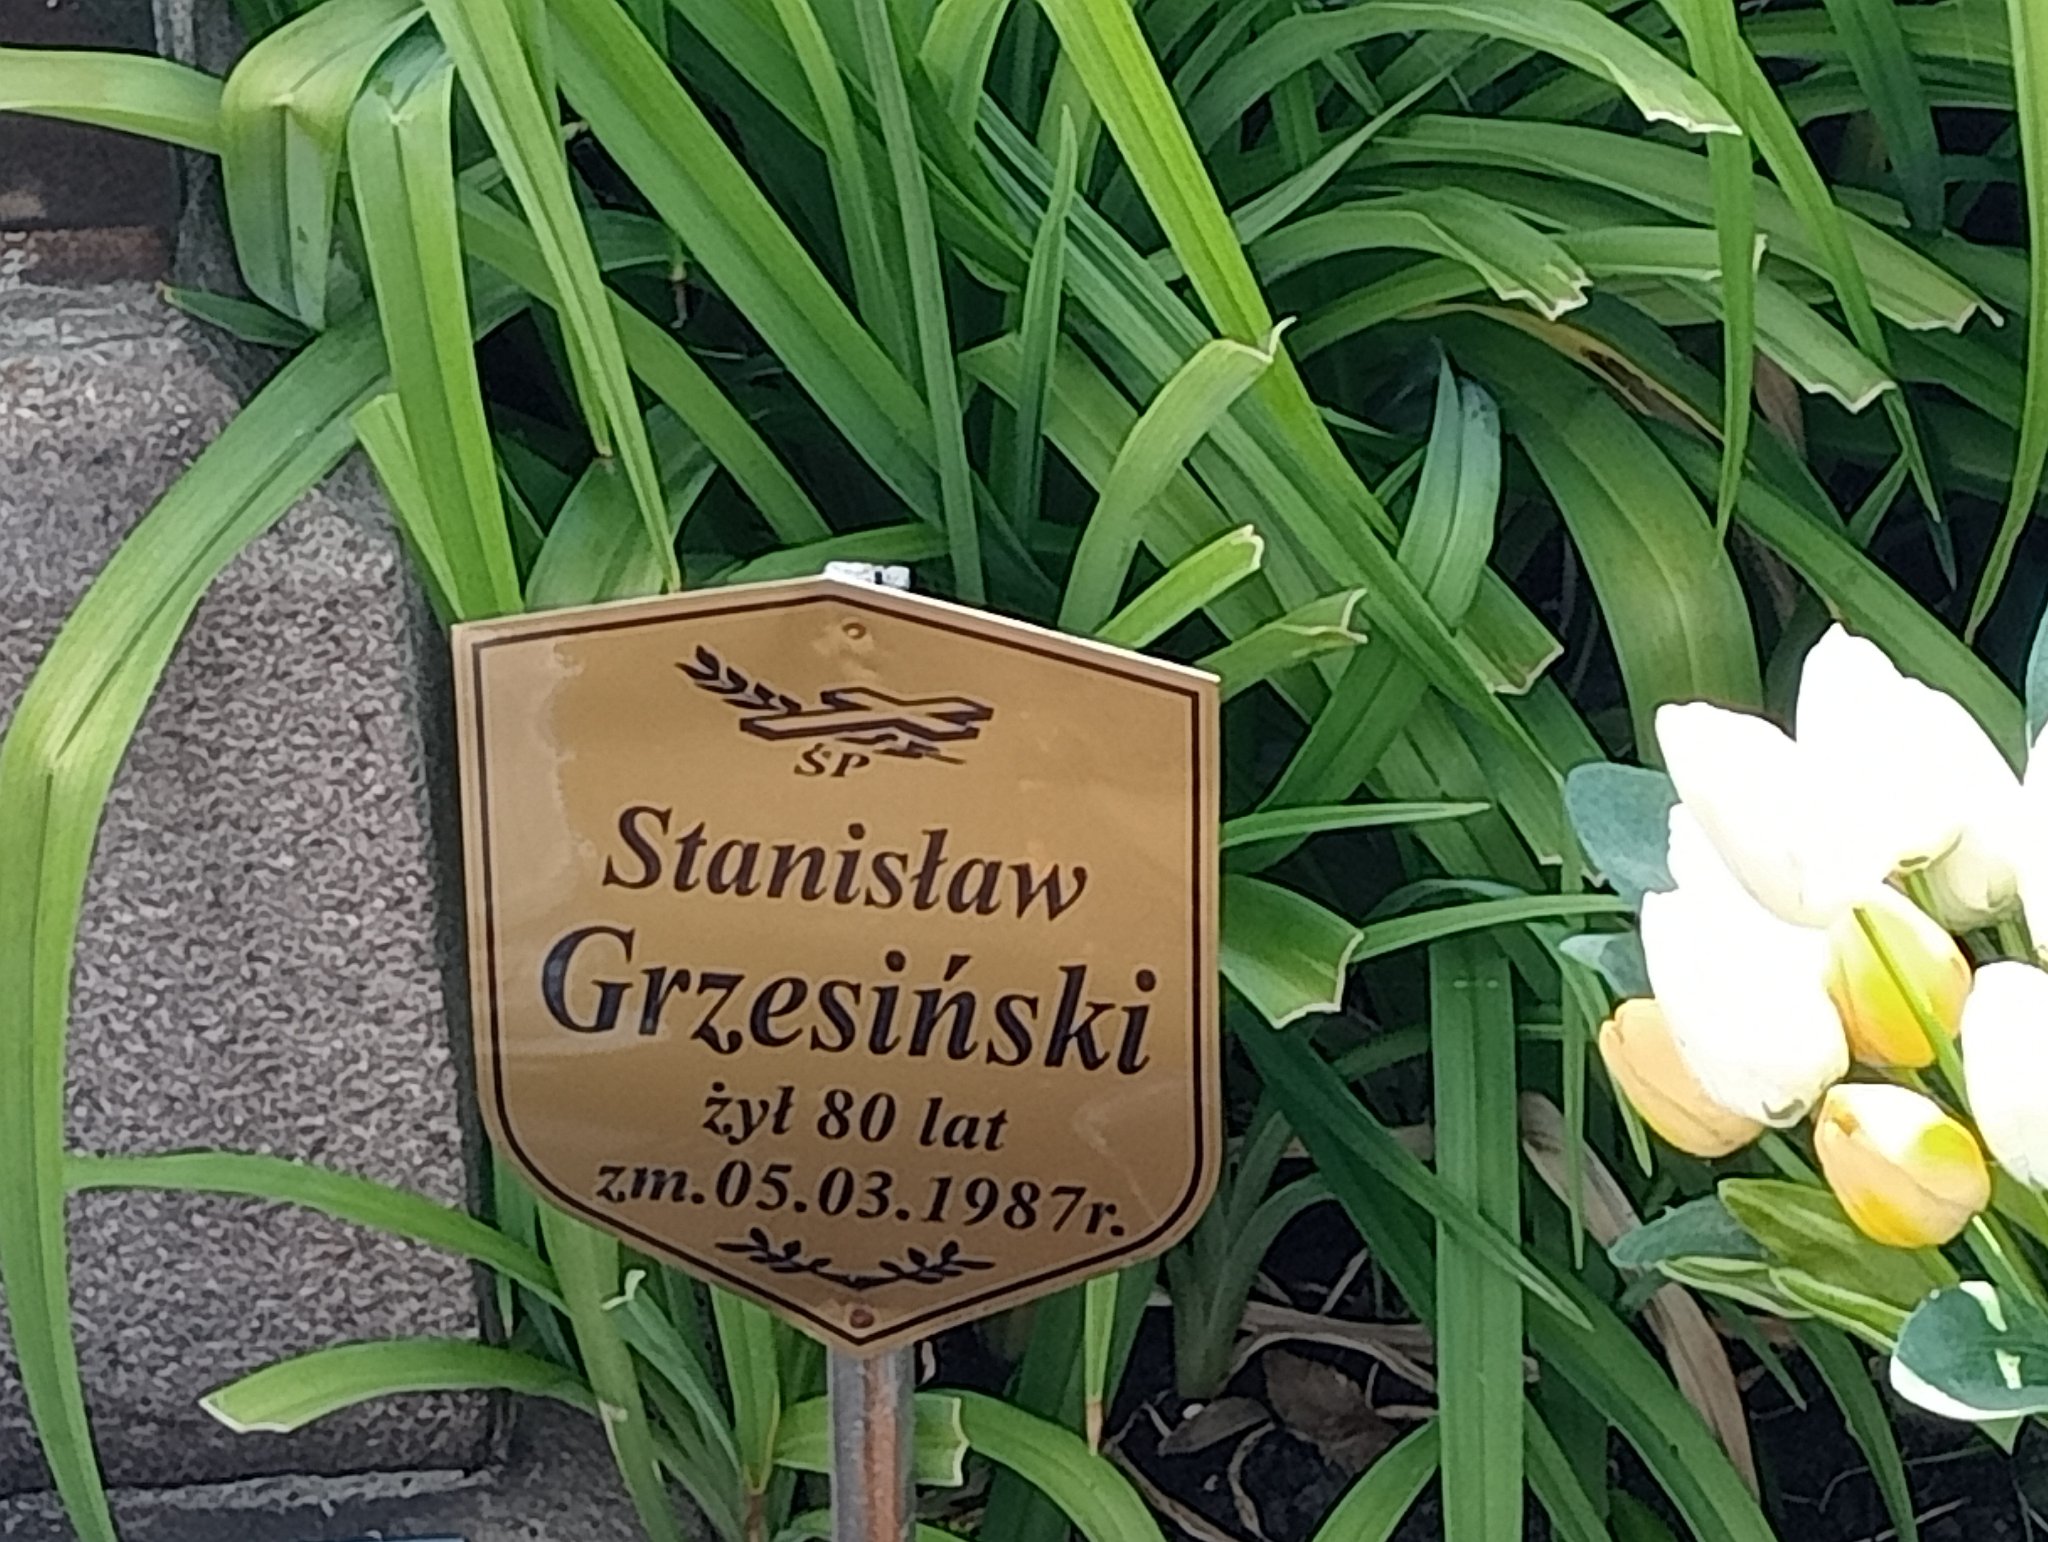 ŚP
Stanisław
Grzesiński
żył 80 lat
zm.05.03.1987r.